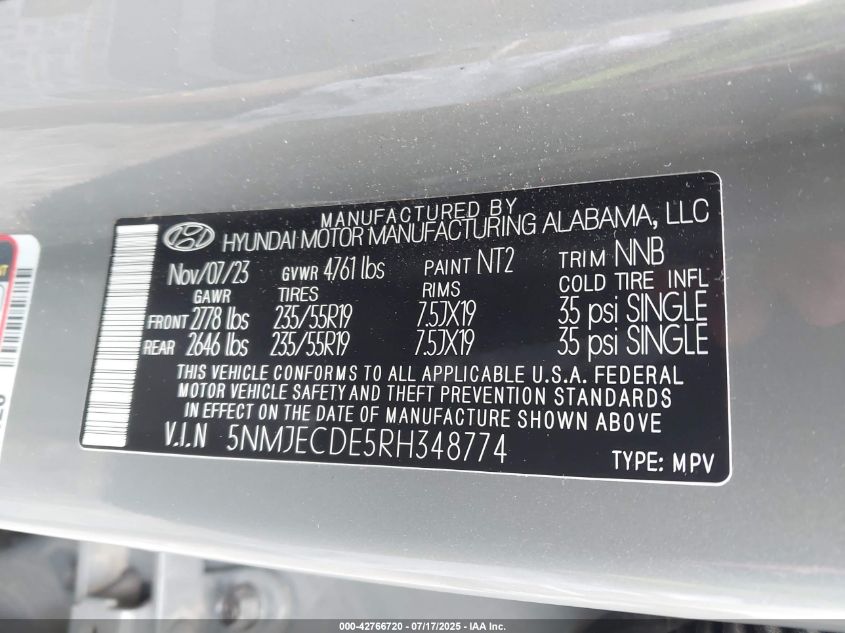 MANUFACTURED BY
HYUNDAI MOTOR MANUFACTURING ALABAMA, LLC
Nov/07/23 GVWR 4761 lbs PAINT NT2 TRIM NNB
GAWR TIRES RIMS COLD TIRE INFL
FRONT 2778 lbs 235/55R19 7.5JX19 35 psi SINGLE
REAR 2646 lbs 235/55R19 7.5JX19 35 psi SINGLE
THIS VEHICLE CONFORMS TO ALL APPLICABLE U.S.A. FEDERAL
MOTOR VEHICLE SAFETY AND THEFT PREVENTION STANDARDS
IN EFFECT ON THE DATE OF MANUFACTURE SHOWN ABOVE
V.I.N 5NMJECDE5RH348774
TYPE: MPV
000-42766720 - 07/17/2025 - IAA Inc.